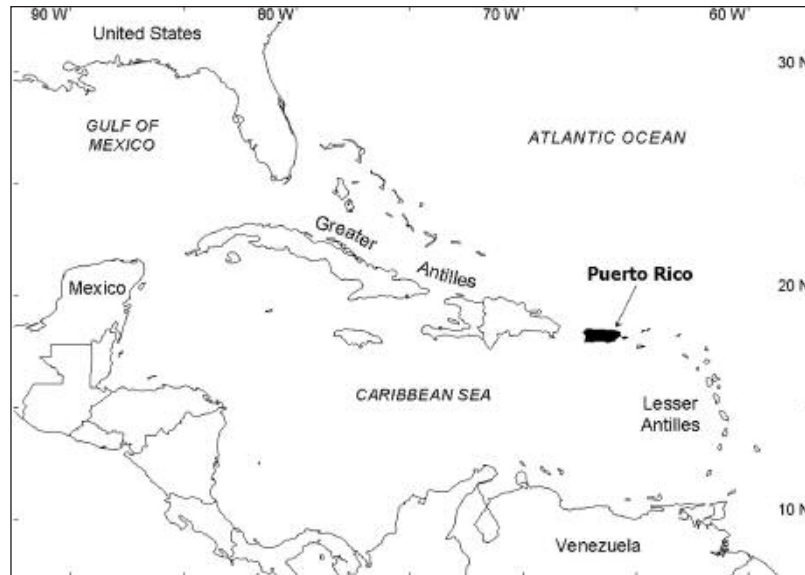 90 W
80 W
70 W
60 W
United States
30 N
GULF OF
MEXICO
ATLANTIC OCEAN
Greater
Antilles
Puerto Rico
20 N
Mexico
CARIBBEAN SEA
Lesser
Antilles
10 N
Venezuela